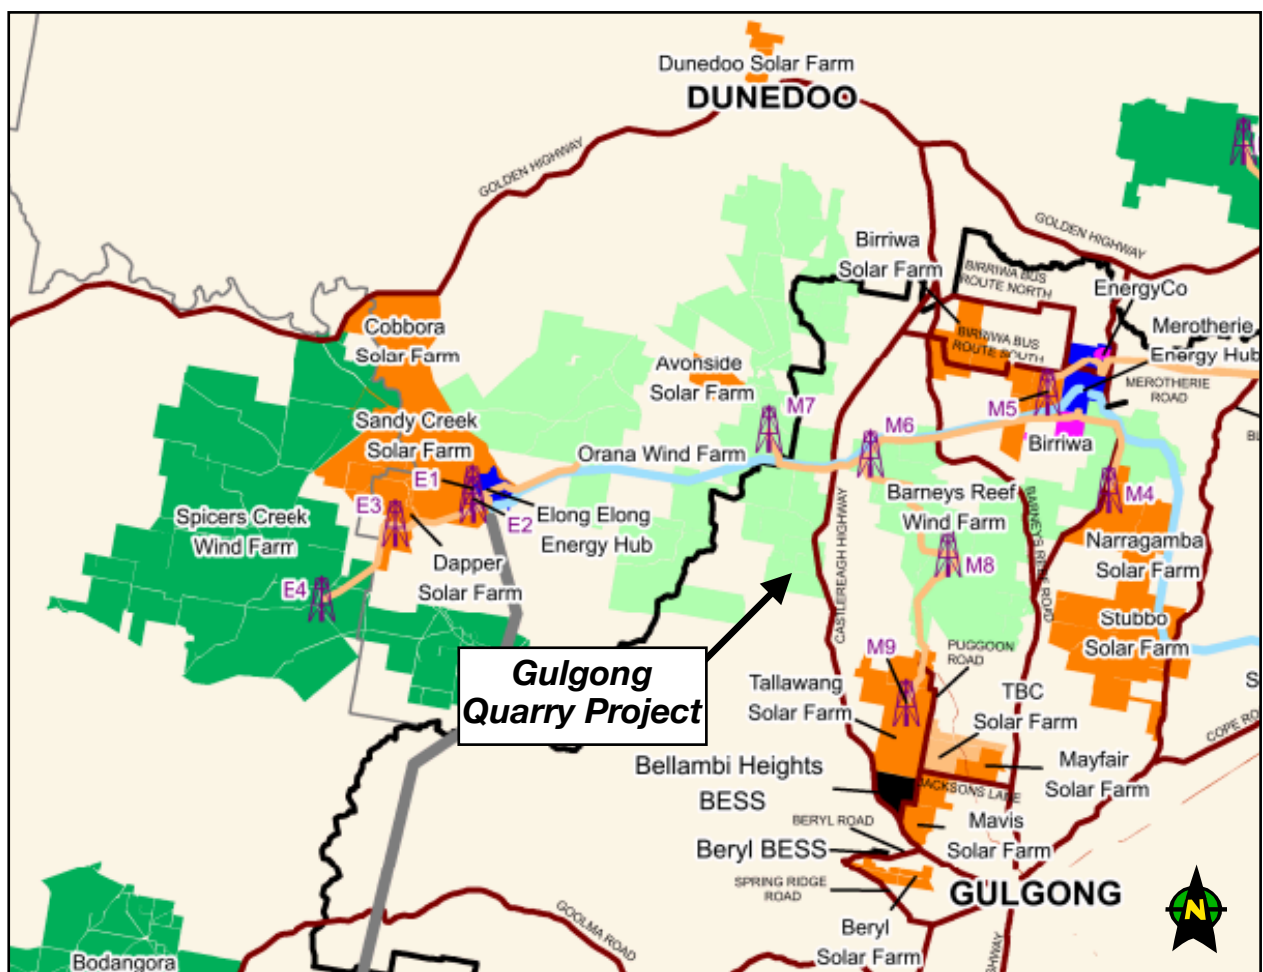 Dunedoo Solar Farm
DUNEDOO
GOLDEN HIGHWAY
GOLDEN HIGHWAY
Birriwa
Solar Farm
BIRRIWA BUS
ROUTE NORTH
EnergyCo
Cobbora
Solar Farm
BIRRIWA BUS
ROUTE SOUTH
Merotherie
Energy Hub
Avonside
Solar Farm
MEROTHERIE
ROAD
M5
M7
M6
Birriwa
Sandy Creek
Solar Farm
Orana Wind Farm
E1
E3
E2
Elong Elong
Energy Hub
Barneys Reef
Wind Farm
M4
Spicers Creek
Wind Farm
CASTLEREAGH HIGHWAY
BARNEYS REEF ROAD
Narragamba
Solar Farm
M8
Dapper
Solar Farm
E4
Stubbo
Solar Farm
M9
PUGGOON
ROAD
Gulgong
Quarry Project
Tallawang
Solar Farm
TBC
Solar Farm
S
COPE RO
Bellambi Heights
BESS
Mayfair
Solar Farm
JACKSONS LANE
BERYL ROAD
Mavis
Solar Farm
Beryl BESS
SPRING RIDGE
ROAD
GULGONG
N
GOOLMA ROAD
Beryl
Solar Farm
HWAY
Bodangora